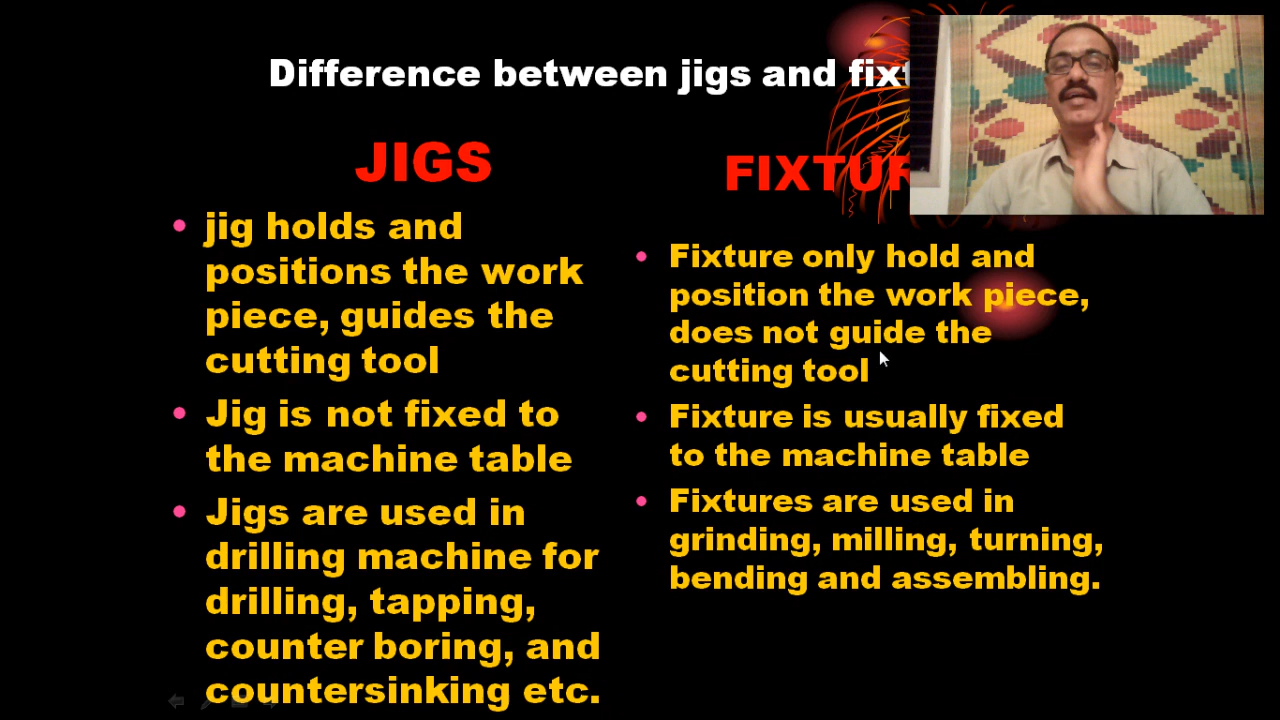 Difference between jigs and fixt
JIGS
FIXTUR
• jig holds and
positions the work
piece, guides the
cutting tool
• Jig is not fixed to
the machine table
• Jigs are used in
drilling machine for
drilling, tapping,
counter boring, and
countersinking etc.
• Fixture only hold and
position the work piece,
does not guide the
cutting tool
• Fixture is usually fixed
to the machine table
• Fixtures are used in
grinding, milling, turning,
bending and assembling.